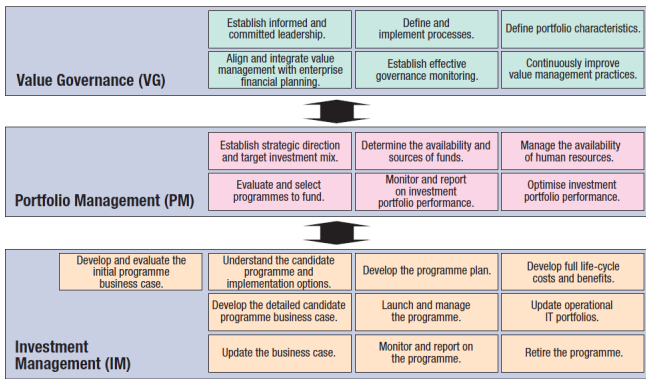 Establish informed and
committed leadership.
Define and
implement processes.
Define portfolio characteristics.
Align and integrate value
management with enterprise
financial planning.
Establish effective
governance monitoring.
Continuously improve
value management practices.
Value Governance (VG)
Establish strategic direction
and target investment mix.
Determine the availability and
sources of funds.
Manage the availability
of human resources.
Evaluate and select
programmes to fund.
Monitor and report
on investment
portfolio performance.
Optimise investment
portfolio performance.
Portfolio Management (PM)
Develop and evaluate the
initial programme
business case.
Understand the candidate
programme and
implementation options.
Develop the programme plan.
Develop full life-cycle
costs and benefits.
Develop the detailed candidate
programme business case.
Launch and manage
the programme.
Update operational
IT portfolios.
Update the business case.
Monitor and report on
the programme.
Retire the programme.
Investment
Management (IM)